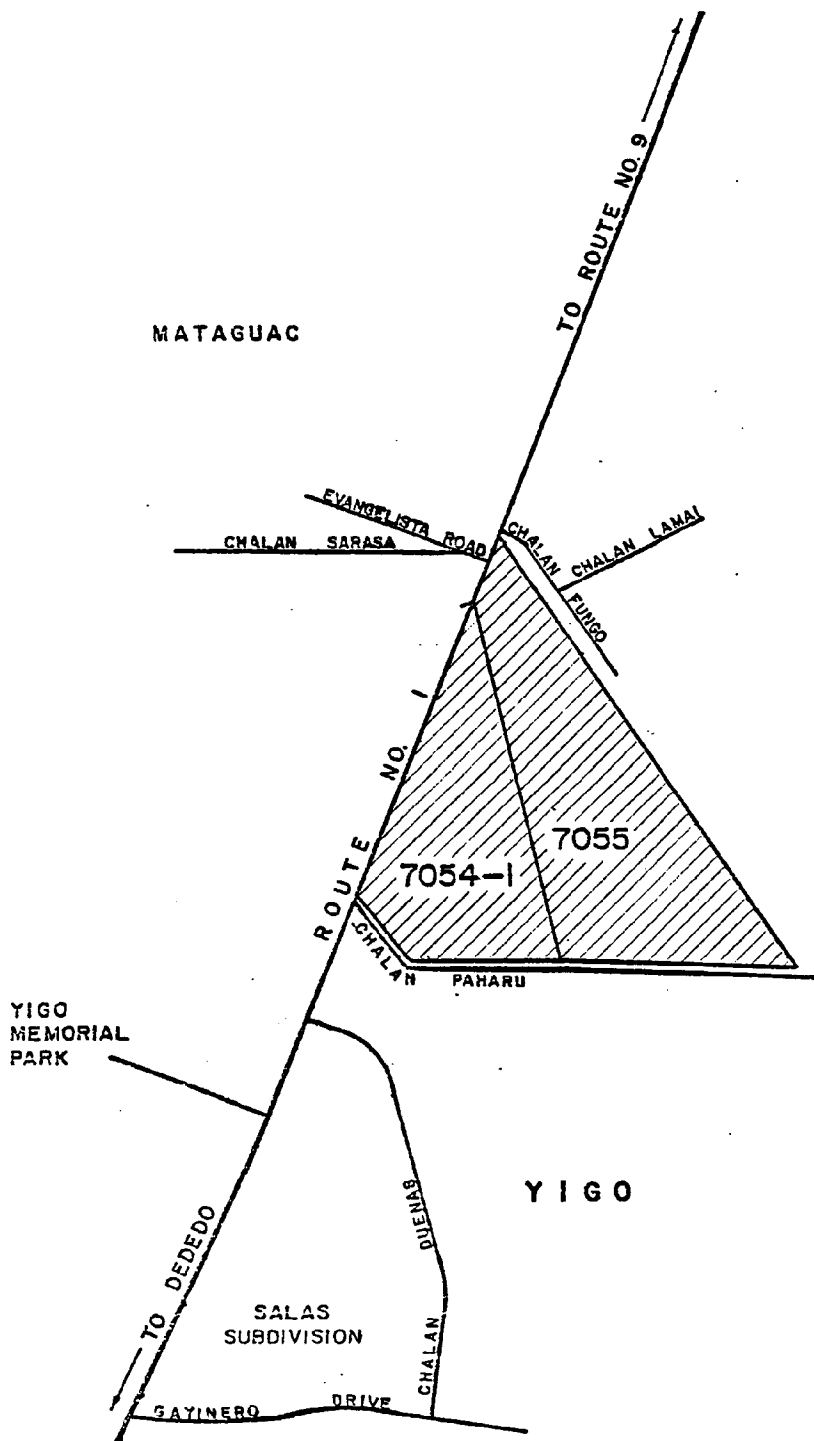 TO ROUTE NO. 9
MATAGUAC
EVANGELISTA ROAD
CHALAN SARASA
CHALAN FUNGO
CHALAN LAMAI
ROUTE NO. 1
7055
7054-1
CHALAN PAHARU
YIGO
MEMORIAL
PARK
YIGO
CHALAN DUENAS
TO DEDEDO
SALAS
SUBDIVISION
GAYINERO DRIVE